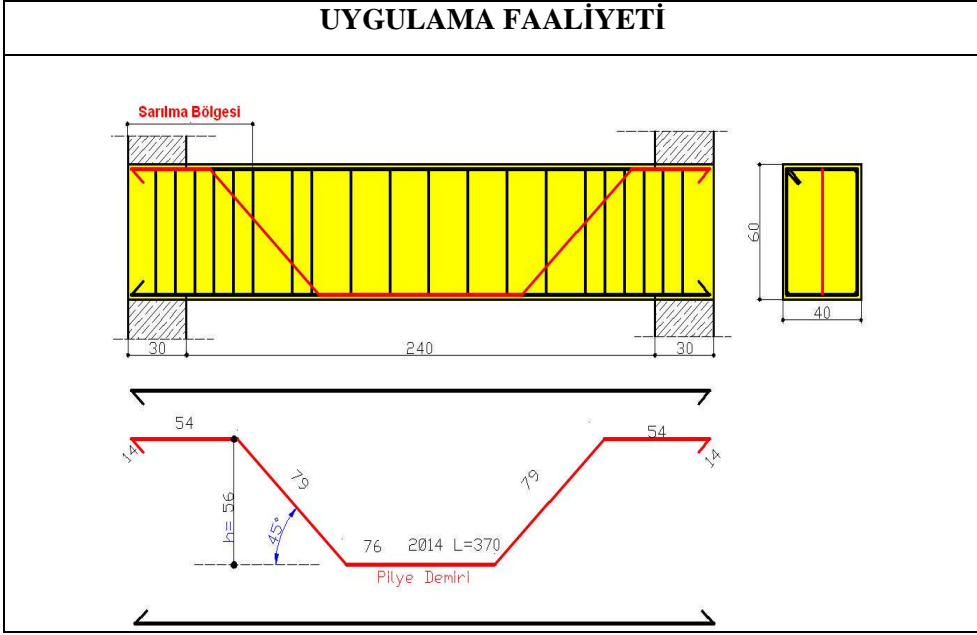 UYGULAMA FAALİYETİ
Sarılma Bölgesi
60
40
30
240
30
54
54
14
14
79
79
h= 56
45°
76 2Ø14 L=370
Pilye Demiri